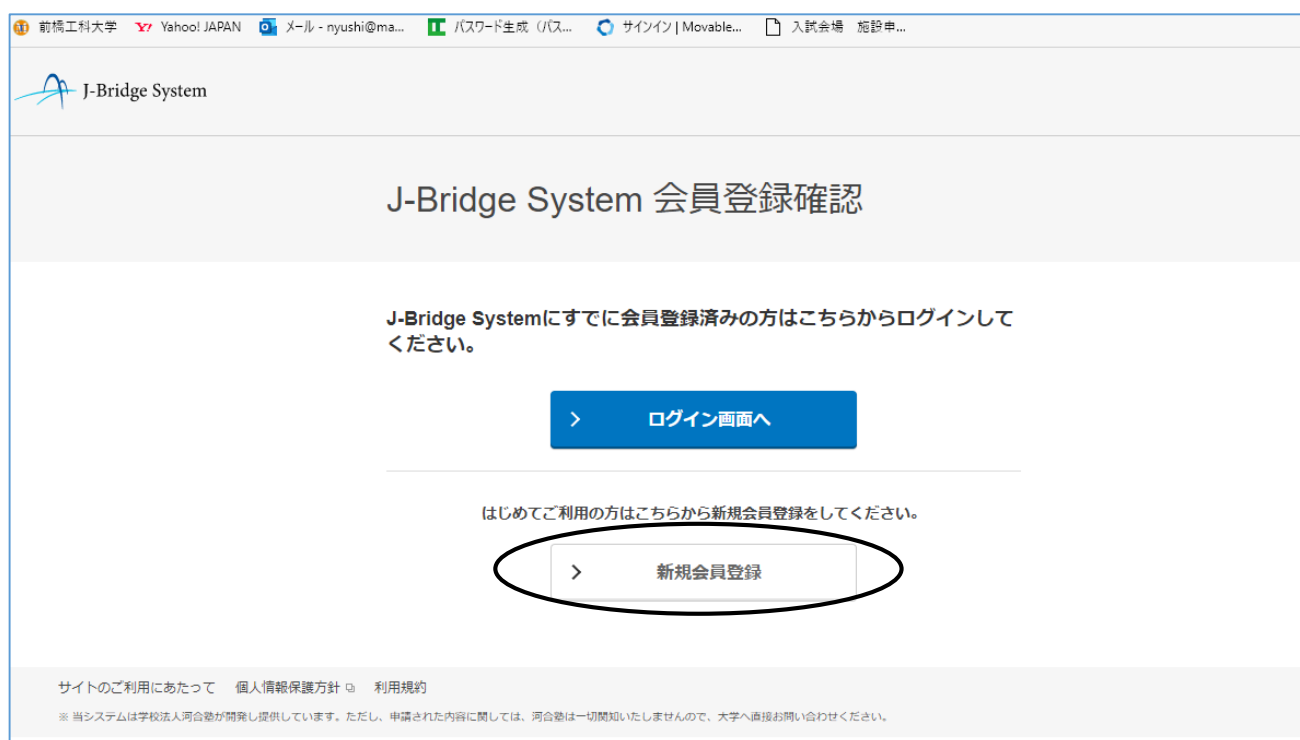 前橋工科大学 Yahoo! JAPAN メール - nyushi@ma... パスワード生成（パス... サインイン | Movable... 入試会場 施設申...
J-Bridge System
J-Bridge System 会員登録確認
J-Bridge Systemにすでに会員登録済みの方はこちらからログインして
ください。
ログイン画面へ
はじめてご利用の方はこちらから新規会員登録をしてください。
新規会員登録
サイトのご利用にあたって 個人情報保護方針 利用規約
※ 当システムは学校法人河合塾が開発し提供しています。ただし、申請された内容に関しては、河合塾は一切関知いたしませんので、大学へ直接お問い合わせください。